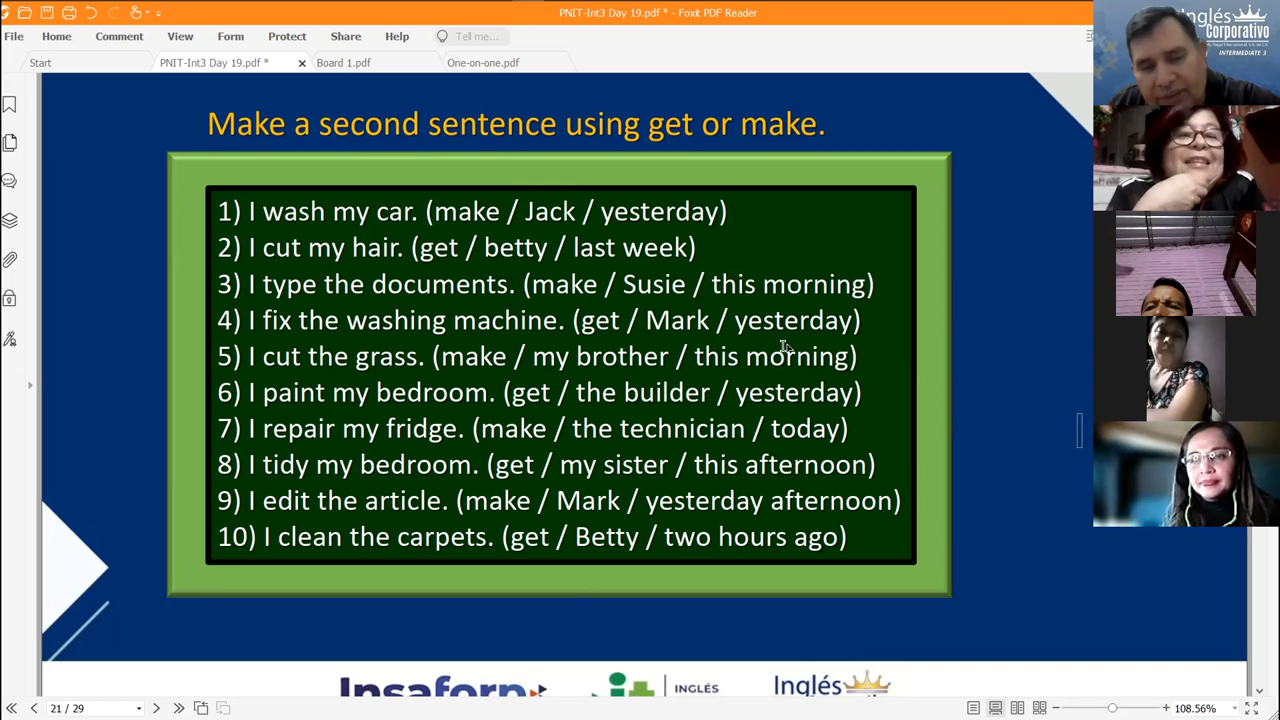 PNIT-Int3 Day 19.pdf * - Foxit PDF Reader
File Home Comment View Form Protect Share Help Tell me...
Start PNIT-Int3 Day 19.pdf * Board 1.pdf One-on-one.pdf
Inglés
Corporativo
INTERMEDIATE 3
Make a second sentence using get or make.
1) I wash my car. (make / Jack / yesterday)
2) I cut my hair. (get / betty / last week)
3) I type the documents. (make / Susie / this morning)
4) I fix the washing machine. (get / Mark / yesterday)
5) I cut the grass. (make / my brother / this morning)
6) I paint my bedroom. (get / the builder / yesterday)
7) I repair my fridge. (make / the technician / today)
8) I tidy my bedroom. (get / my sister / this afternoon)
9) I edit the article. (make / Mark / yesterday afternoon)
10) I clean the carpets. (get / Betty / two hours ago)
Insaforp INGLÉS Inglés
21 / 29 108.56%